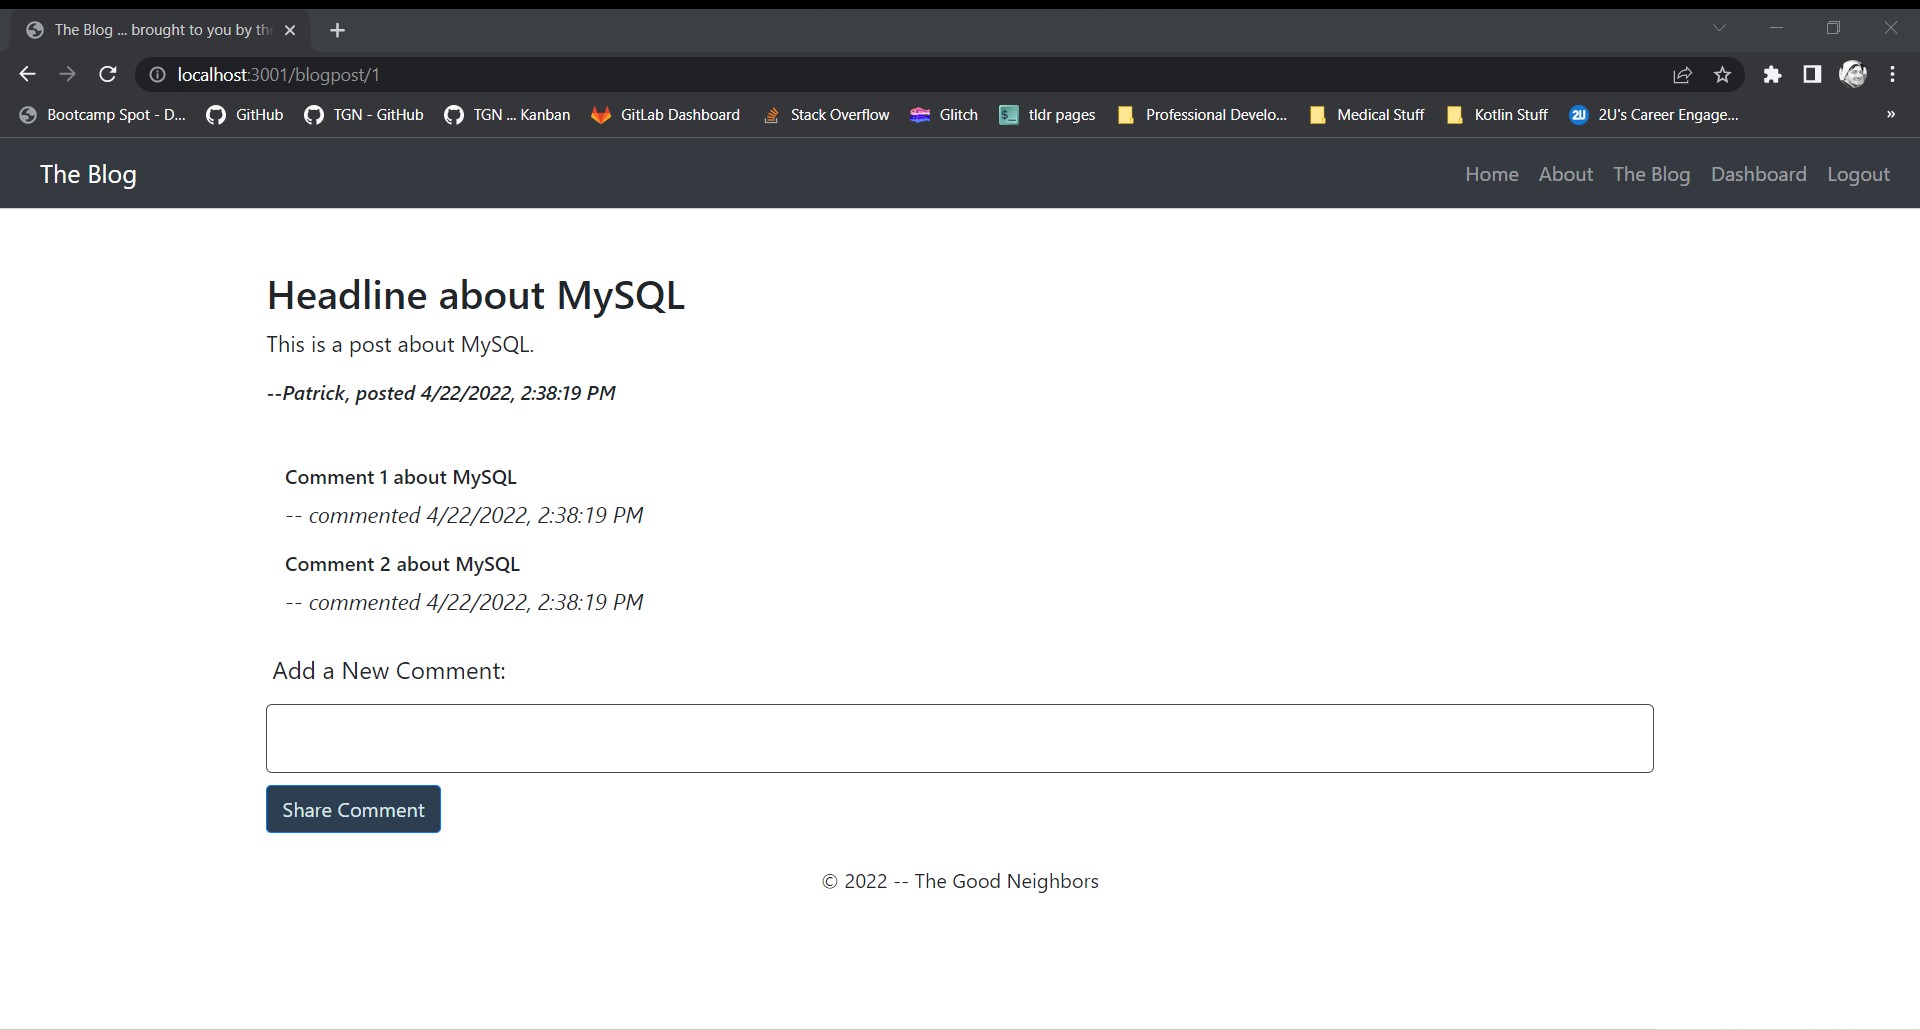 The Blog ... brought to you by the
localhost:3001/blogpost/1
Bootcamp Spot - D... GitHub TGN - GitHub TGN ... Kanban GitLab Dashboard Stack Overflow Glitch $_ tldr pages Professional Develo... Medical Stuff Kotlin Stuff 2U 2U's Career Engage... »
The Blog Home About The Blog Dashboard Logout
Headline about MySQL
This is a post about MySQL.
--Patrick, posted 4/22/2022, 2:38:19 PM
Comment 1 about MySQL
-- commented 4/22/2022, 2:38:19 PM
Comment 2 about MySQL
-- commented 4/22/2022, 2:38:19 PM
Add a New Comment:
Share Comment
© 2022 -- The Good Neighbors